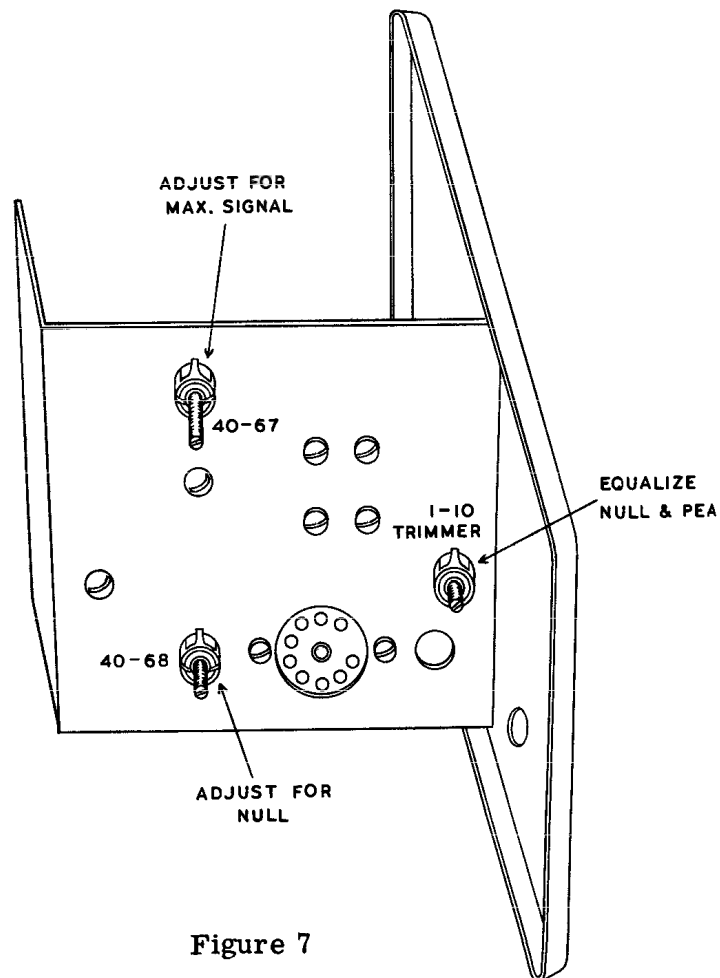 ADJUST FOR
MAX. SIGNAL
40-67
EQUALIZE
NULL & PEA
1-10
TRIMMER
40-68
ADJUST FOR
NULL
Figure 7